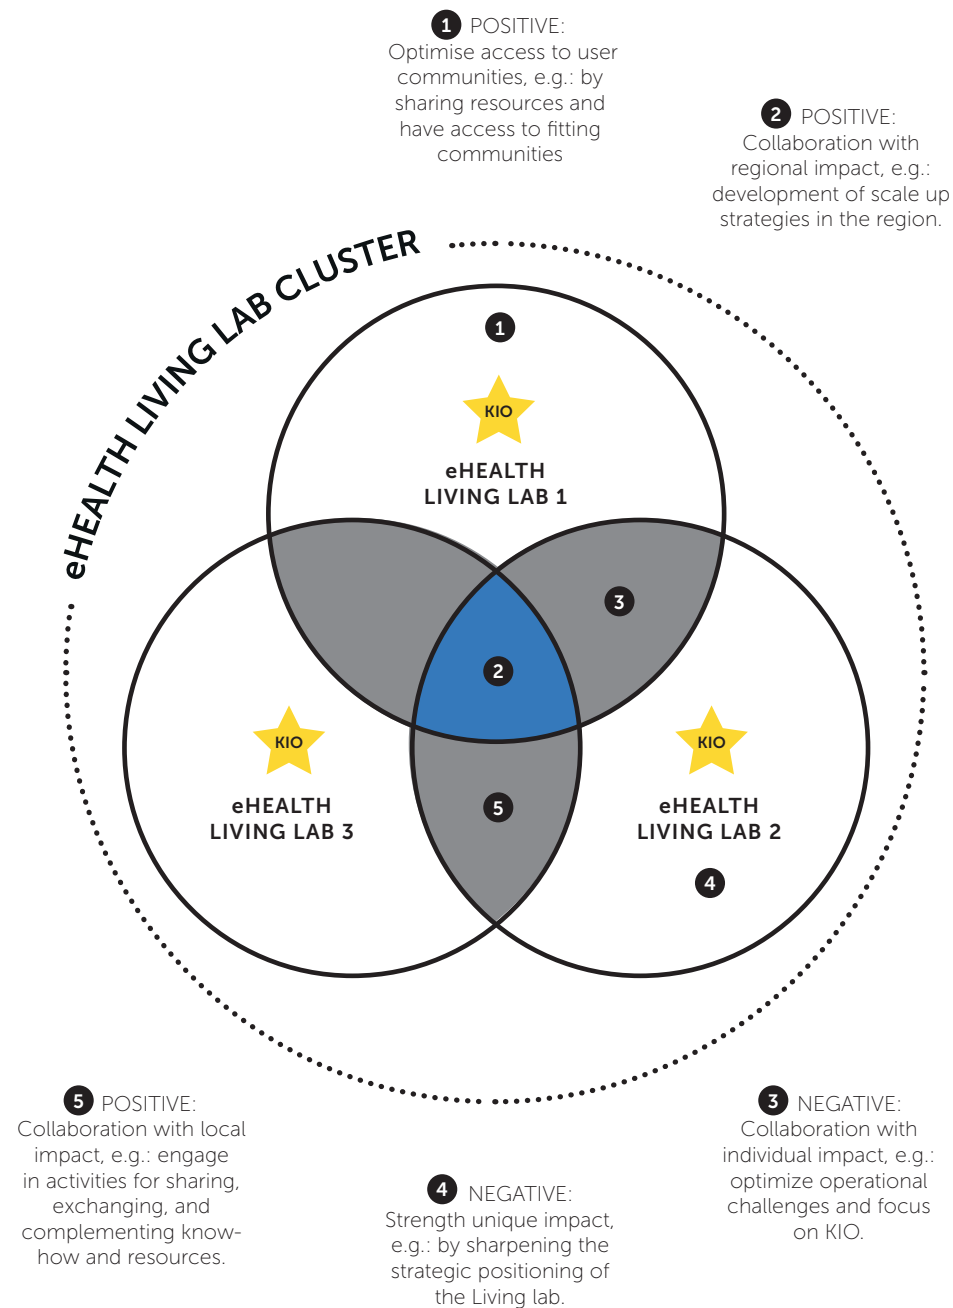 1 POSITIVE:
Optimise access to user
communities, e.g.: by
sharing resources and
have access to fitting
communities
2 POSITIVE:
Collaboration with
regional impact, e.g.:
development of scale up
strategies in the region.
eHEALTH LIVING LAB CLUSTER
1
KIO
eHEALTH
LIVING LAB 1
3
2
KIO
eHEALTH
LIVING LAB 3
KIO
eHEALTH
LIVING LAB 2
5
4
5 POSITIVE:
Collaboration with local
impact, e.g.: engage
in activities for sharing,
exchanging, and
complementing know-
how and resources.
4 NEGATIVE:
Strength unique impact,
e.g.: by sharpening the
strategic positioning of
the Living lab.
3 NEGATIVE:
Collaboration with
individual impact, e.g.:
optimize operational
challenges and focus
on KIO.